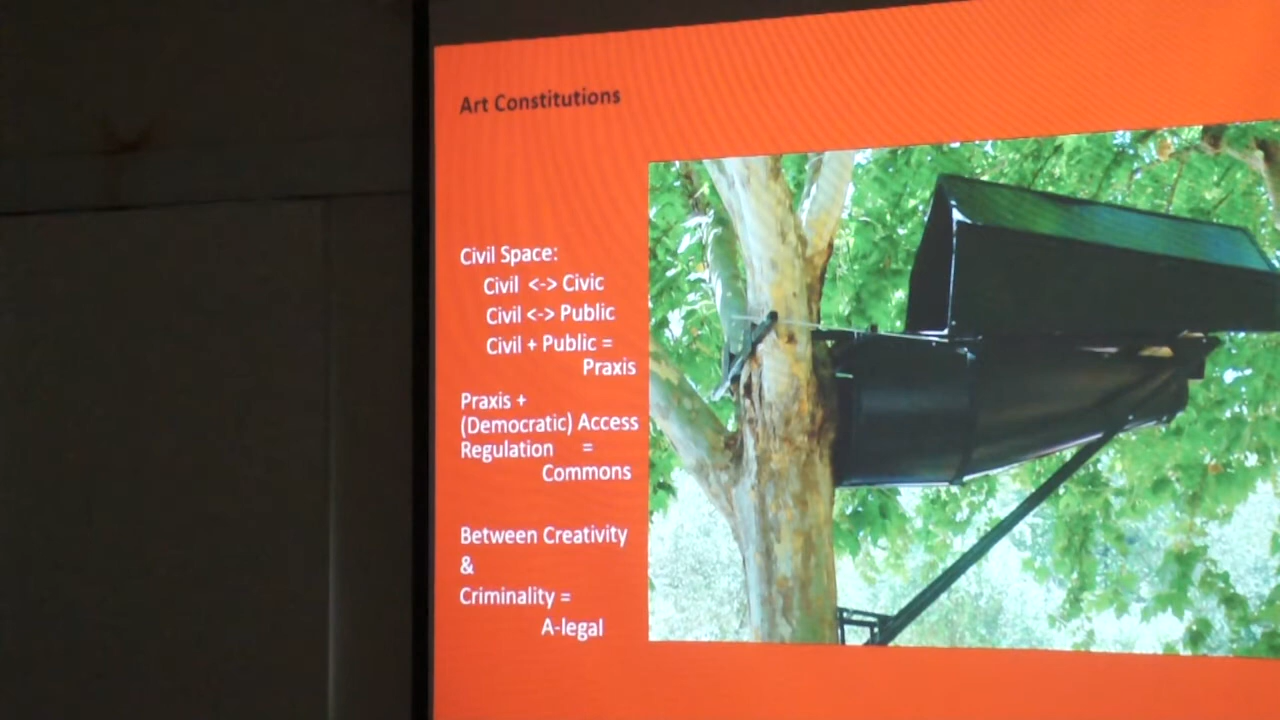 Art Constitutions
Civil Space:
Civil <-> Civic
Civil <-> Public
Civil + Public =
Praxis
Praxis +
(Democratic) Access
Regulation =
Commons
Between Creativity
&
Criminality =
A-legal